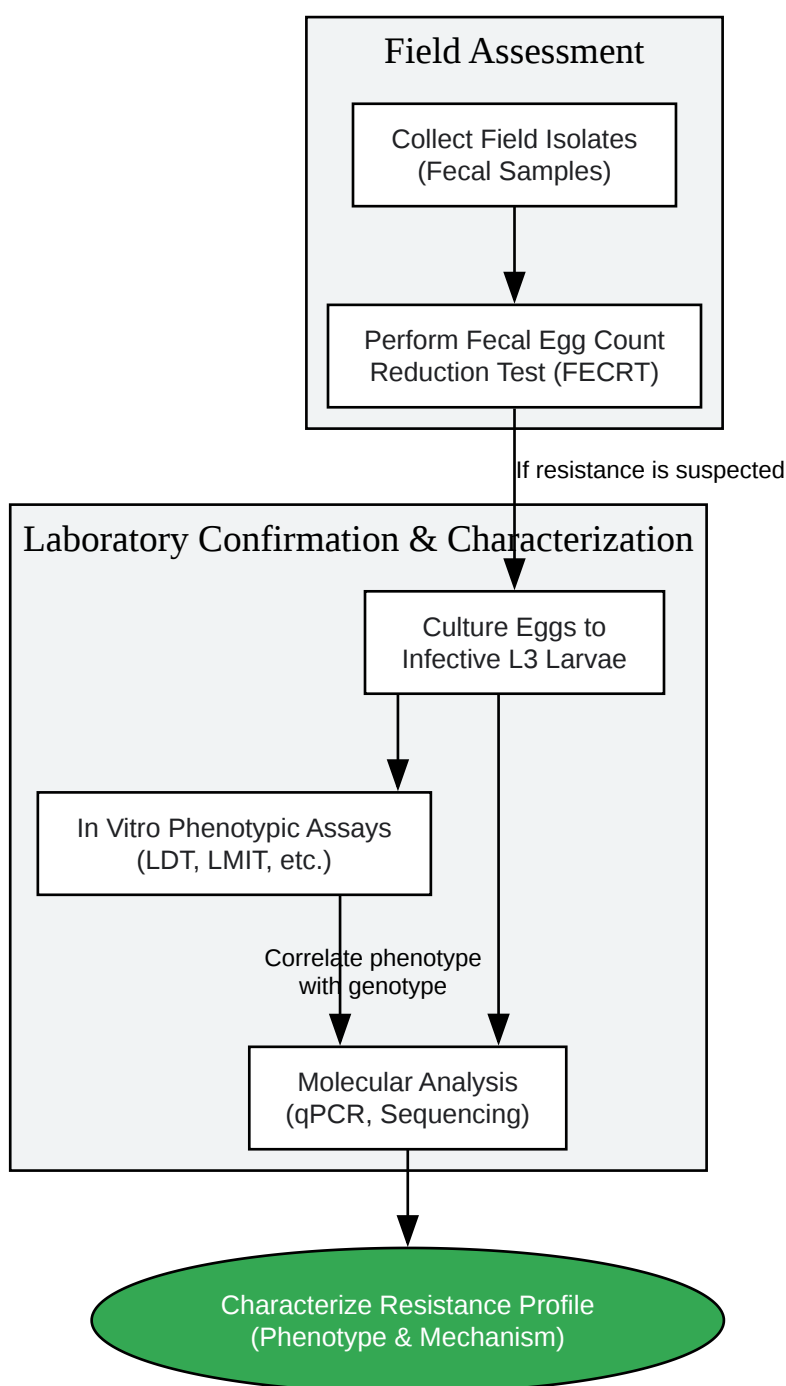 Field Assessment
Collect Field Isolates
(Fecal Samples)
Perform Fecal Egg Count
Reduction Test (FECRT)
If resistance is suspected
Laboratory Confirmation & Characterization
Culture Eggs to
Infective L3 Larvae
In Vitro Phenotypic Assays
(LDT, LMIT, etc.)
Correlate phenotype
with genotype
Molecular Analysis
(qPCR, Sequencing)
Characterize Resistance Profile
(Phenotype & Mechanism)